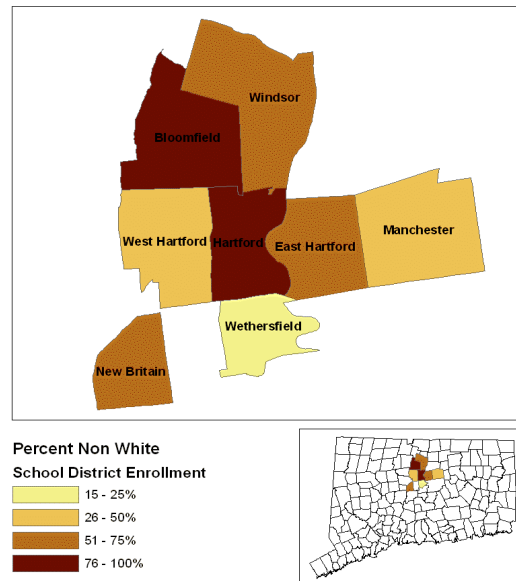 Windsor
Bloomfield
West Hartford
Hartford
East Hartford
Manchester
Wethersfield
New Britain
Percent Non White
School District Enrollment
15 - 25%
26 - 50%
51 - 75%
76 - 100%